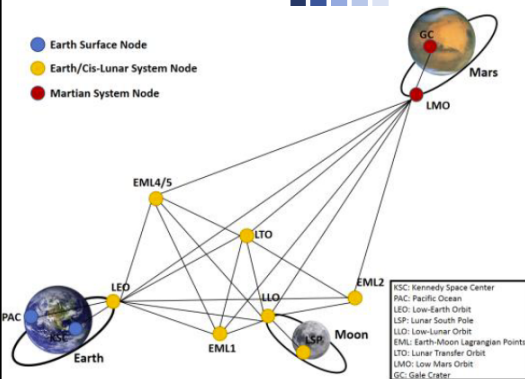 Earth Surface Node
Earth/Cis-Lunar System Node
Martian System Node
GC
Mars
LMO
EML4/5
LTO
LEO
EML2
LLO
PAC
KSC
Earth
EML1
LSP
Moon
KSC: Kennedy Space Center
PAC: Pacific Ocean
LEO: Low-Earth Orbit
LSP: Lunar South Pole
LLO: Low-Lunar Orbit
EML: Earth-Moon Lagrangian Points
LTO: Lunar Transfer Orbit
LMO: Low Mars Orbit
GC: Gale Crater